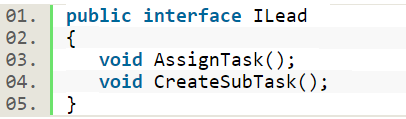 01. public interface ILead
02. {
03.    void AssignTask();
04.    void CreateSubTask();
05. }